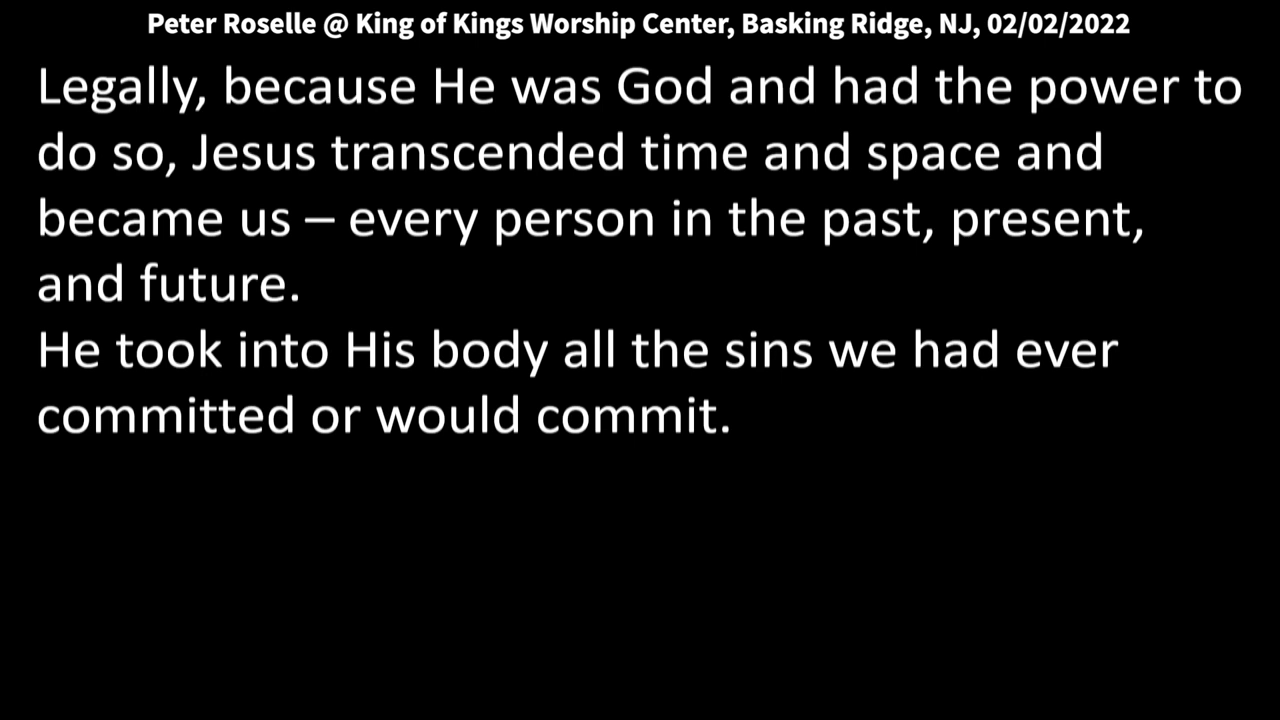 Peter Roselle @ King of Kings Worship Center, Basking Ridge, NJ, 02/02/2022
Legally, because He was God and had the power to
do so, Jesus transcended time and space and
became us – every person in the past, present,
and future.
He took into His body all the sins we had ever
committed or would commit.